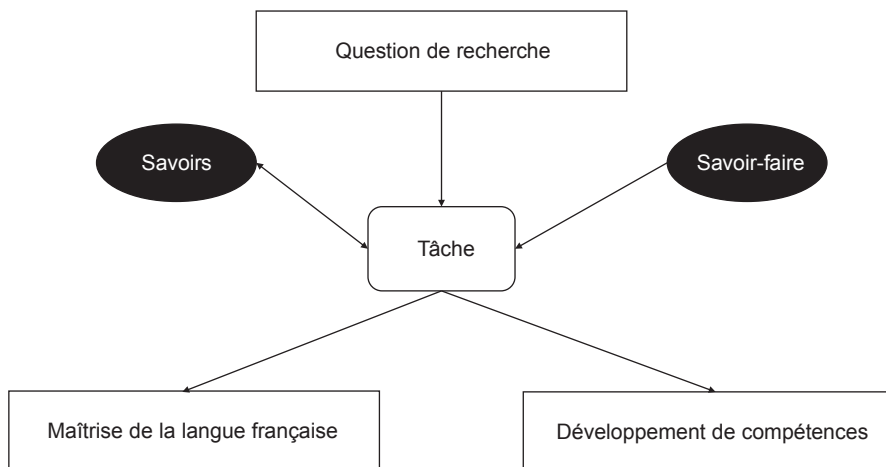 Question de recherche
Savoirs
Savoir-faire
Tâche
Maîtrise de la langue française
Développement de compétences